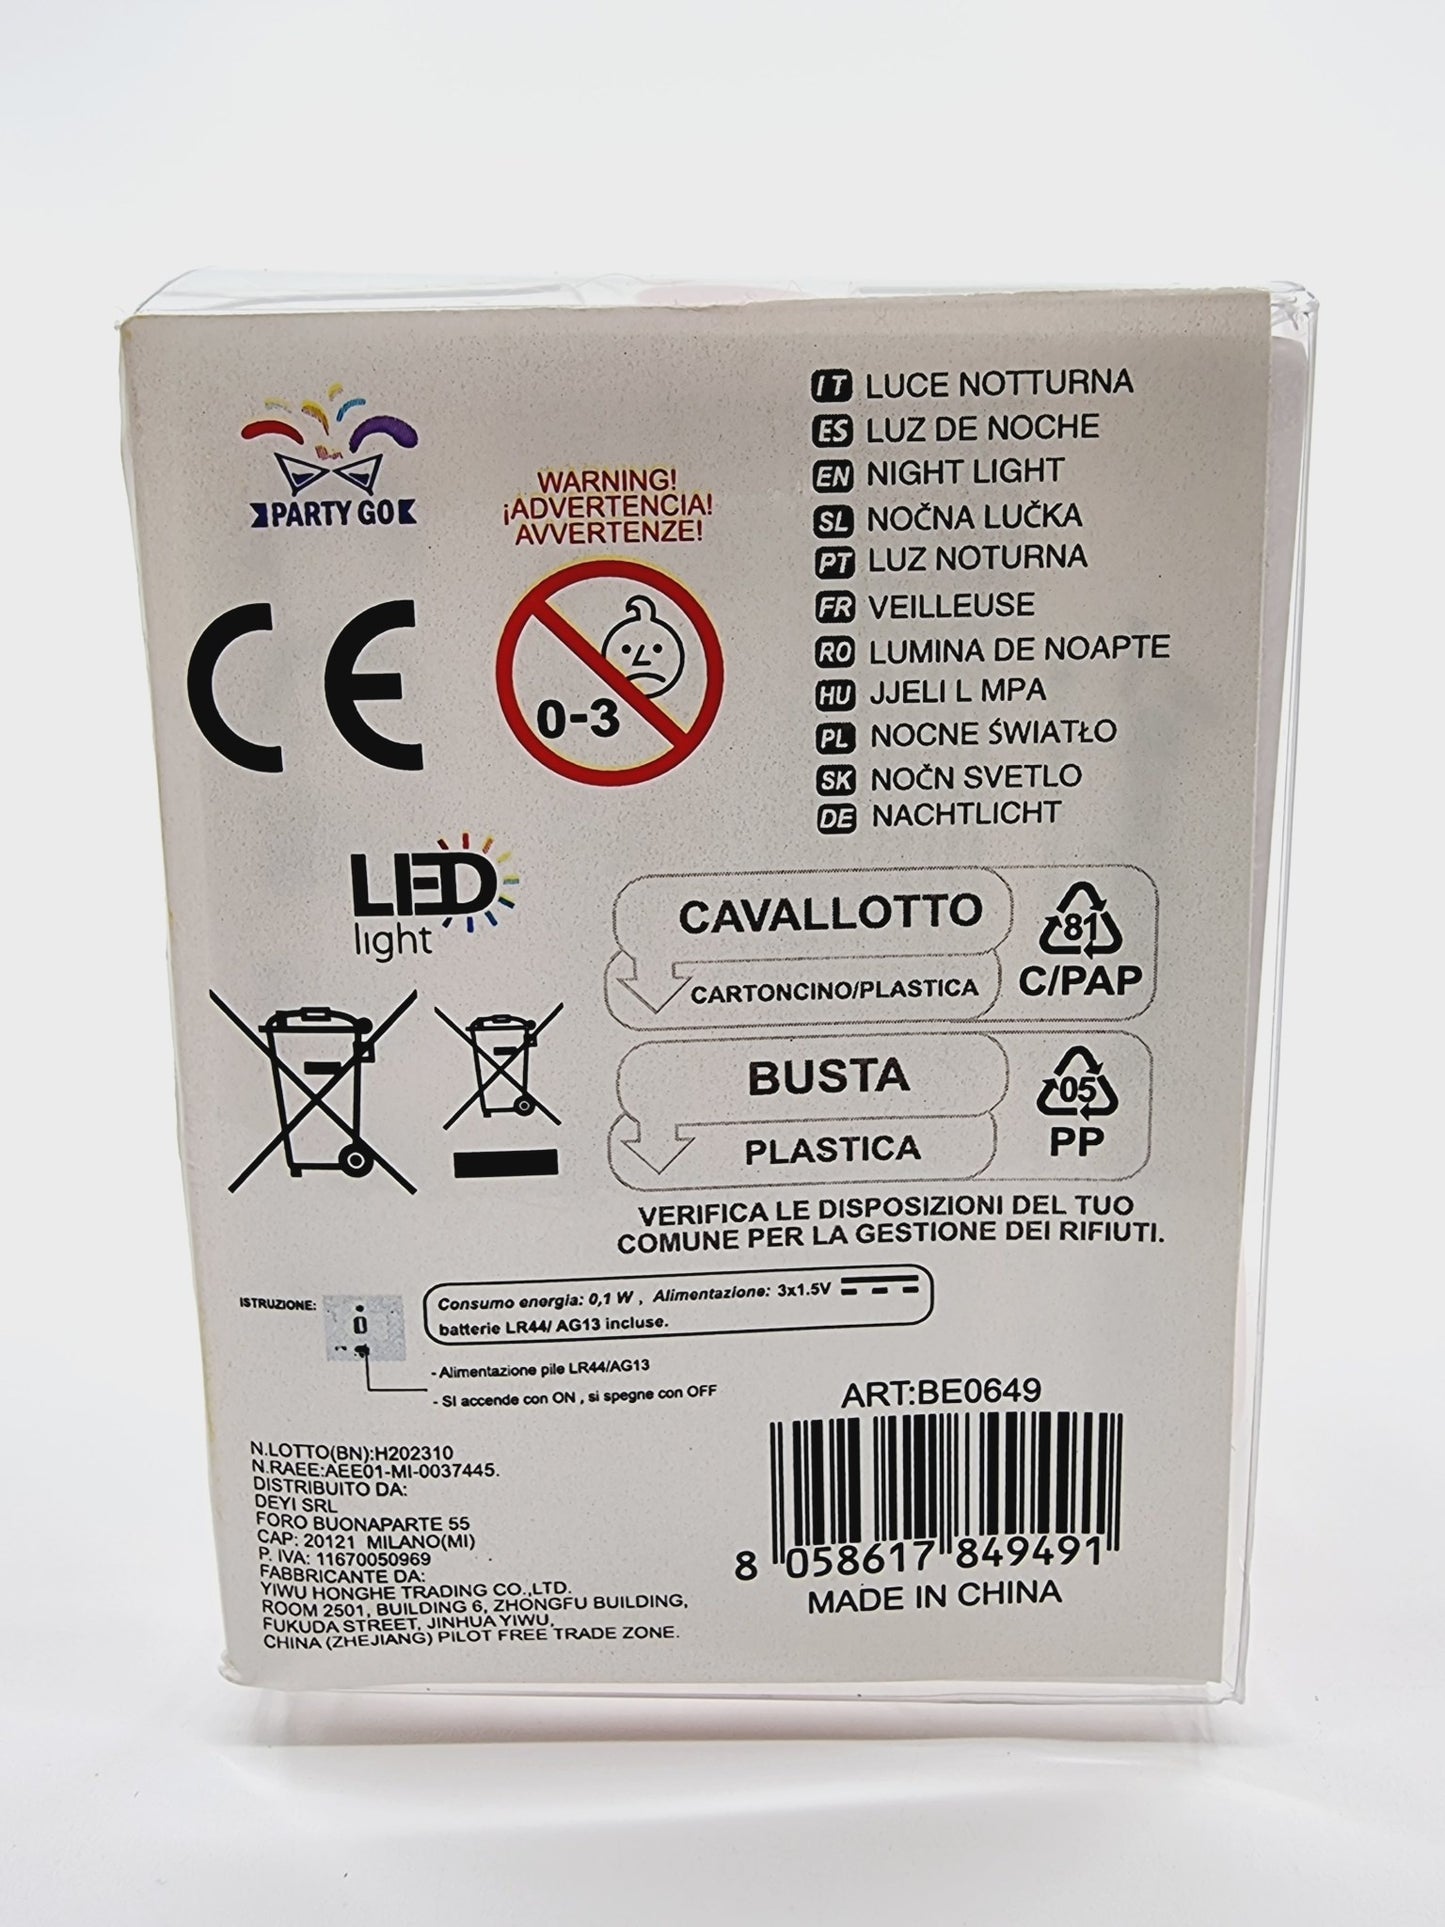 PARTY GO
WARNING!
¡ADVERTENCIA!
AVVERTENZE!
0-3
CE
IT LUCE NOTTURNA
ES LUZ DE NOCHE
EN NIGHT LIGHT
SL NOČNA LUČKA
PT LUZ NOTURNA
FR VEILLEUSE
RO LUMINA DE NOAPTE
HU JJELI L MPA
PL NOCNE ŚWIATŁO
SK NOČN SVETLO
DE NACHTLICHT
LED
light
CAVALLOTTO
CARTONCINO/PLASTICA
81
C/PAP
BUSTA
PLASTICA
05
PP
VERIFICA LE DISPOSIZIONI DEL TUO
COMUNE PER LA GESTIONE DEI RIFIUTI.
ISTRUZIONE:
Consumo energia: 0,1 W , Alimentazione: 3x1.5V
batterie LR44/ AG13 incluse.
- Alimentazione pile LR44/AG13
- SI accende con ON , si spegne con OFF
N.LOTTO(BN):H202310
N.RAEE:AEE01-MI-0037445.
DISTRIBUITO DA:
DEYI SRL
FORO BUONAPARTE 55
CAP: 20121 MILANO(MI)
P. IVA: 11670050969
FABBRICANTE DA:
YIWU HONGHE TRADING CO.,LTD.
ROOM 2501, BUILDING 6, ZHONGFU BUILDING,
FUKUDA STREET, JINHUA YIWU,
CHINA (ZHEJIANG) PILOT FREE TRADE ZONE.
ART:BE0649
8 058617 849491
MADE IN CHINA